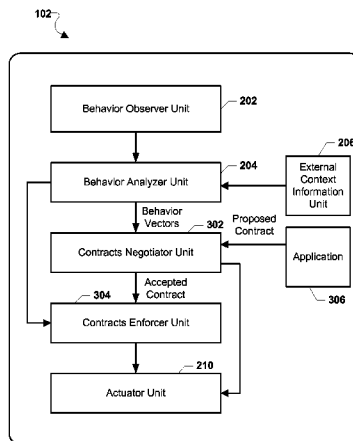 102
Behavior Observer Unit
202
206
Behavior Analyzer Unit
204
External
Context
Information
Unit
Behavior
Vectors
302
Proposed
Contract
Contracts Negotiator Unit
Application
304
Accepted
Contract
306
Contracts Enforcer Unit
210
Actuator Unit